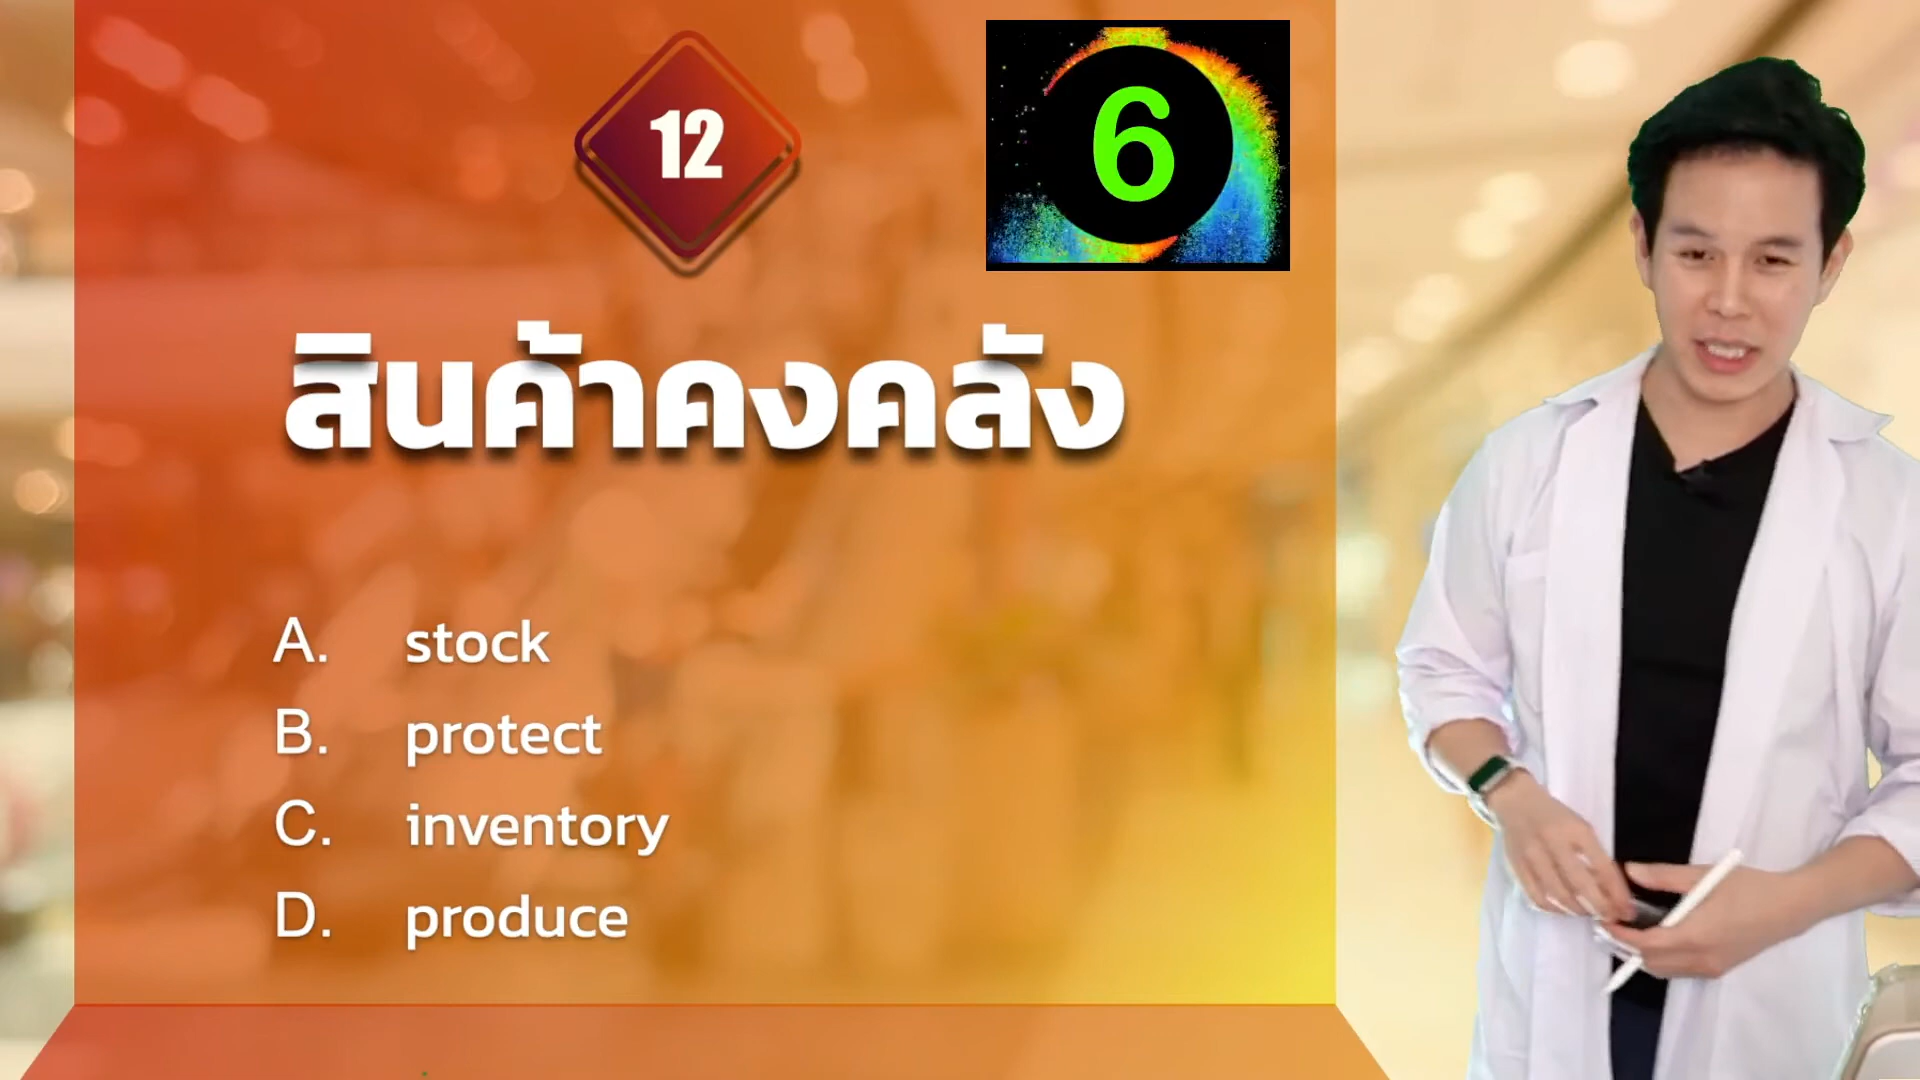 12
6
สินค้าคงคลัง
A. stock
B. protect
C. inventory
D. produce